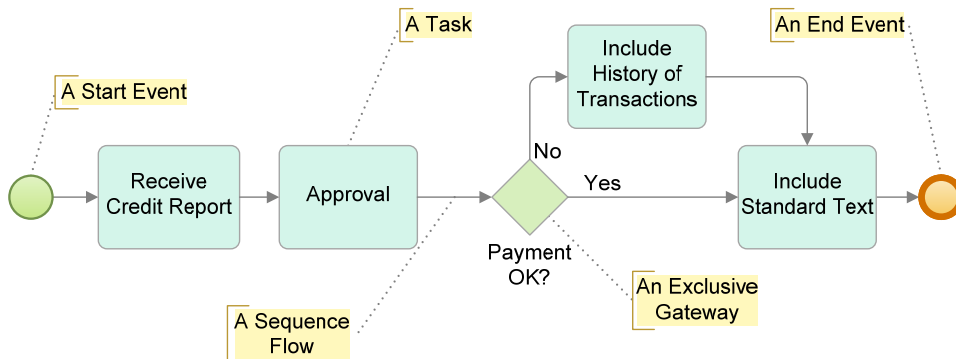 A Task
An End Event
Include
History of
Transactions
A Start Event
No
Receive
Credit Report
Approval
Yes
Include
Standard Text
Payment
OK?
An Exclusive
Gateway
A Sequence
Flow